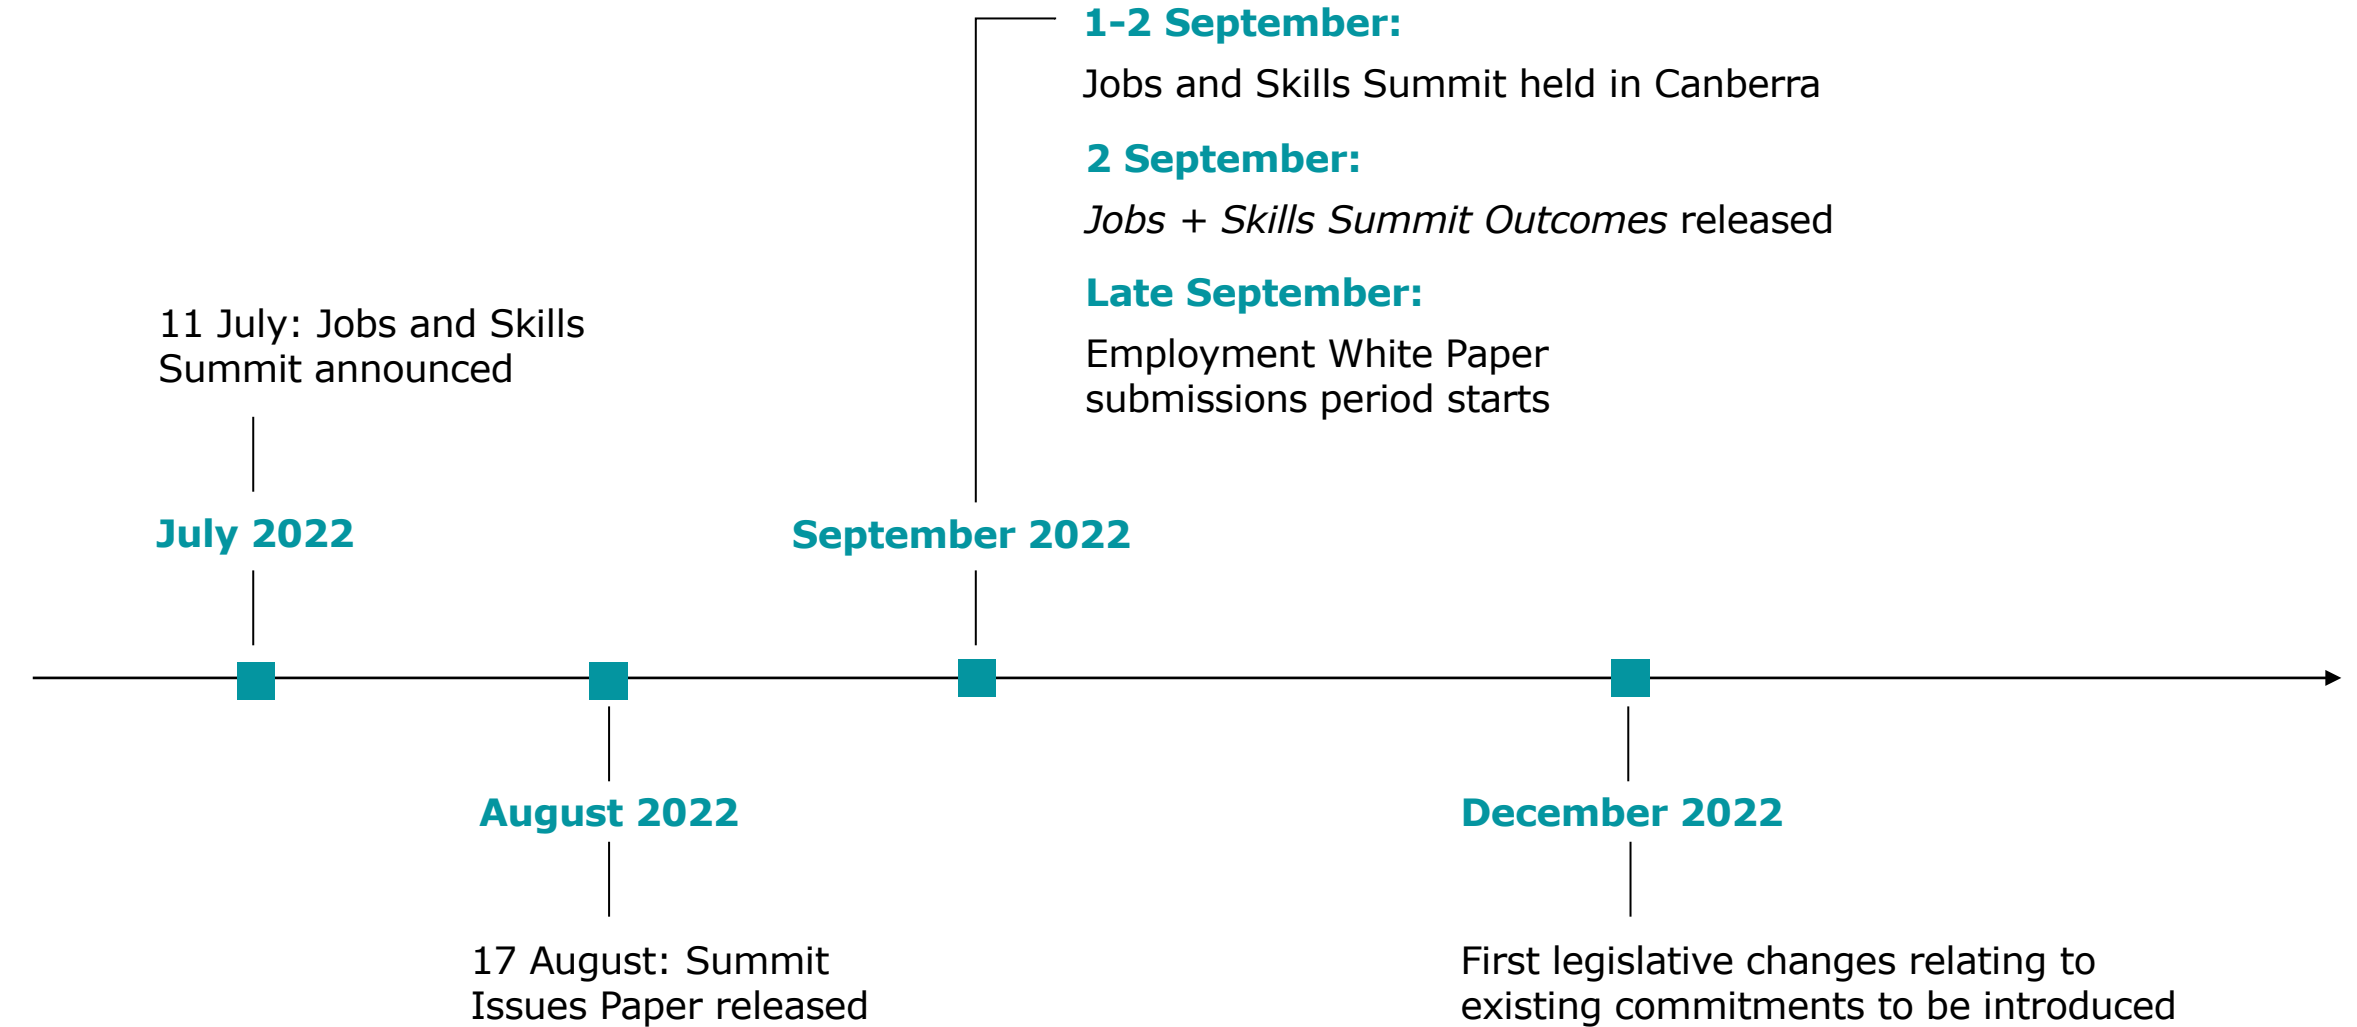 1-2 September:
Jobs and Skills Summit held in Canberra
2 September:
Jobs + Skills Summit Outcomes released
Late September:
Employment White Paper
submissions period starts
11 July: Jobs and Skills
Summit announced
July 2022
September 2022
August 2022
December 2022
17 August: Summit
Issues Paper released
First legislative changes relating to
existing commitments to be introduced